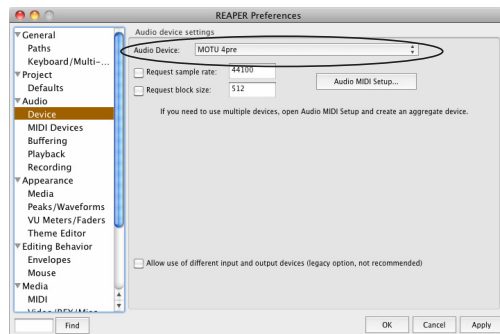 REAPER Preferences
General
Paths
Keyboard/Multi-...
Project
Defaults
Audio
Device
MIDI Devices
Buffering
Playback
Recording
Appearance
Media
Peaks/Waveforms
VU Meters/Faders
Theme Editor
Editing Behavior
Envelopes
Mouse
Media
MIDI
Find
Audio device settings
Audio Device: MOTU 4pre
Request sample rate: 44100
Request block size: 512
Audio MIDI Setup...
If you need to use multiple devices, open Audio MIDI Setup and create an aggregate device.
Allow use of different input and output devices (legacy option, not recommended)
OK Cancel Apply